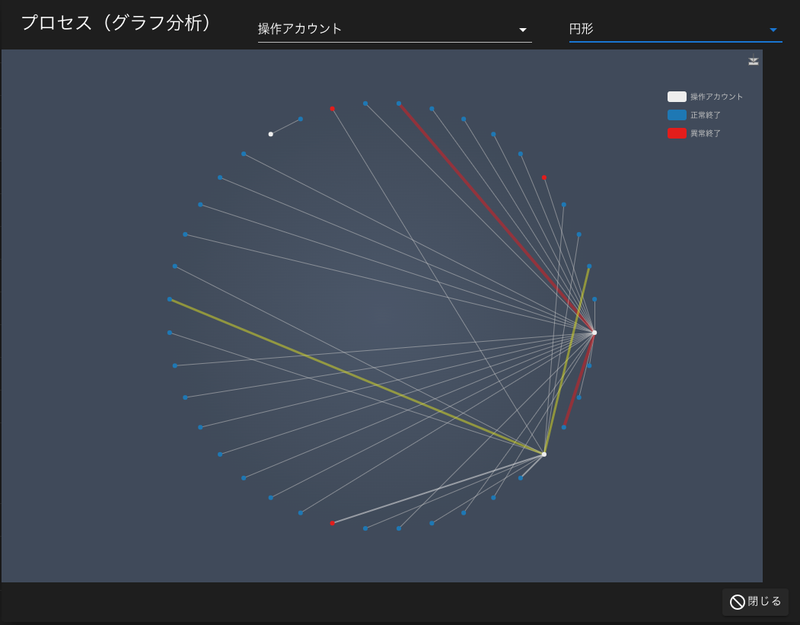 プロセス（グラフ分析）
操作アカウント
円形
操作アカウント
正常終了
異常終了
閉じる